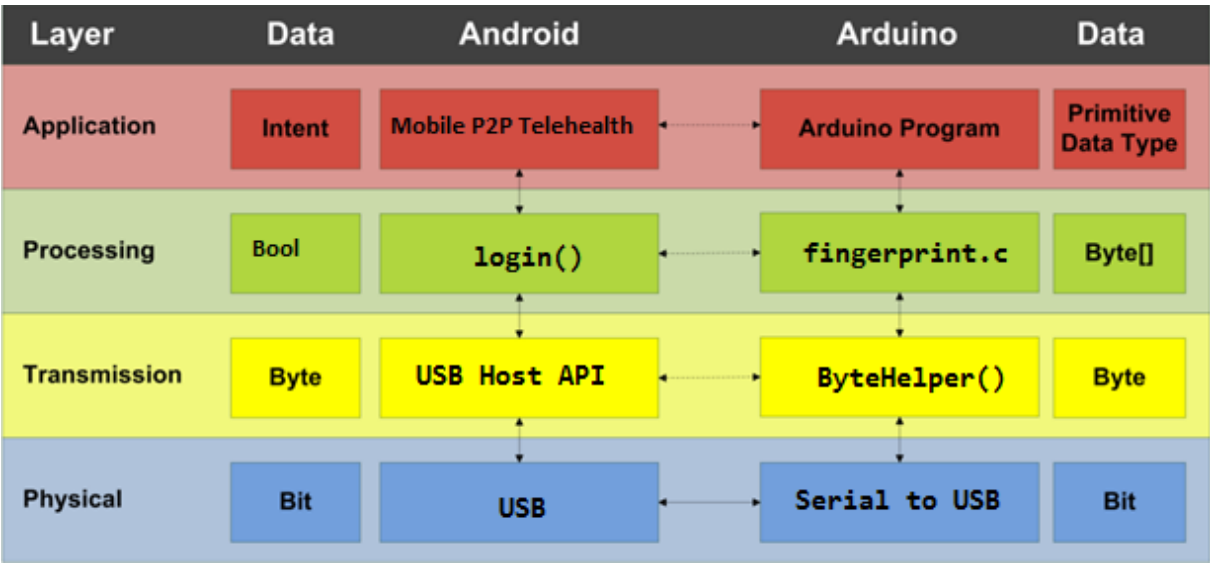 Layer Data Android Arduino Data
Application Intent Mobile P2P Telehealth Arduino Program Primitive
Data Type
Processing Bool login() fingerprint.c Byte[]
Transmission Byte USB Host API ByteHelper() Byte
Physical Bit USB Serial to USB Bit